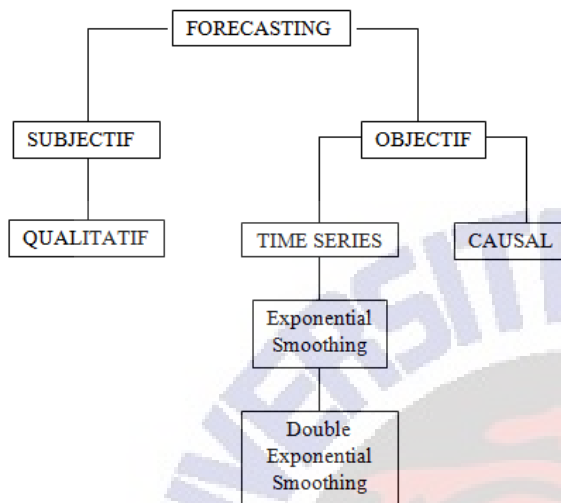 FORECASTING
SUBJECTIF
OBJECTIF
QUALITATIF
TIME SERIES
CAUSAL
Exponential
Smoothing
Double
Exponential
Smoothing